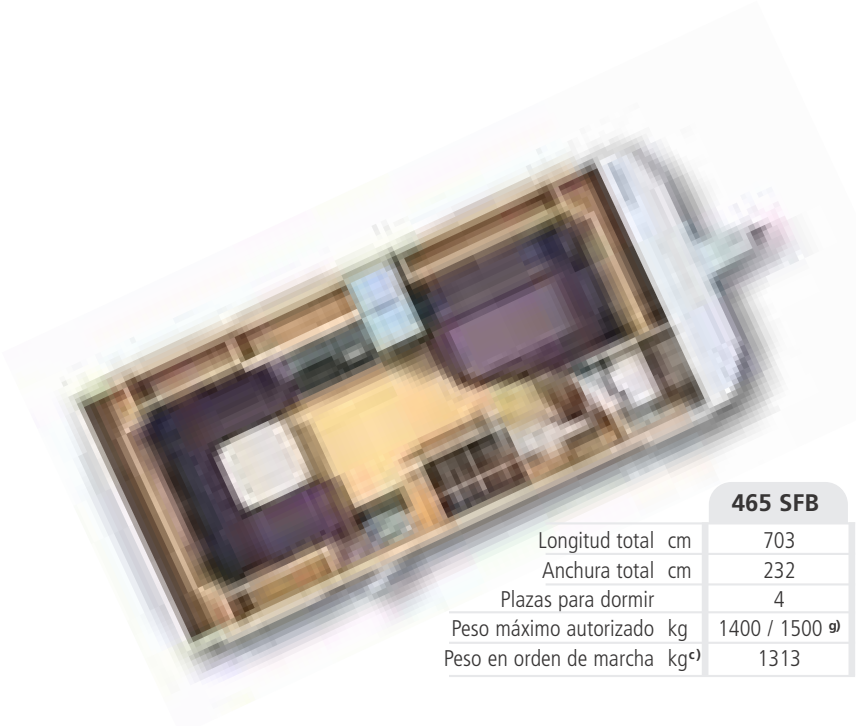 465 SFB
Longitud total cm 703
Anchura total cm 232
Plazas para dormir 4
Peso máximo autorizado kg 1400 / 1500 g)
Peso en orden de marcha kg c) 1313